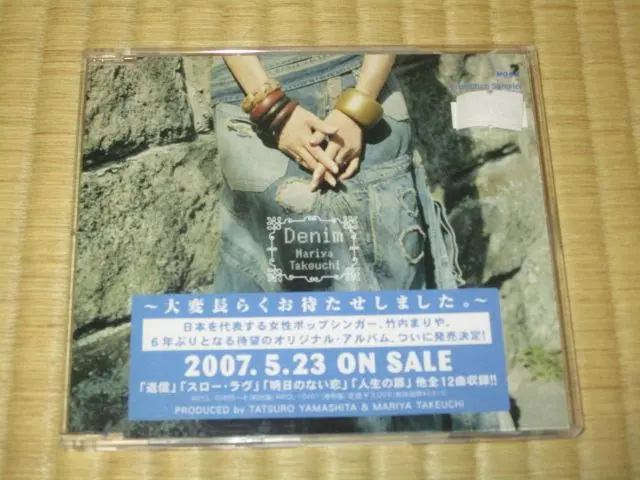 MOON
Premium Sampler
Denim
Mariya
Takeuchi
～大変長らくお待たせしました。～
日本を代表する女性ポップシンガー、竹内まりや。
6年ぶりとなる待望のオリジナル・アルバム、ついに発売決定!
2007. 5.23 ON SALE
「返信」「スロー・ラヴ」「明日のない恋」「人生の扉」他全12曲収録!!
PRODUCED by TATSURO YAMASHITA & MARIYA TAKEUCHI